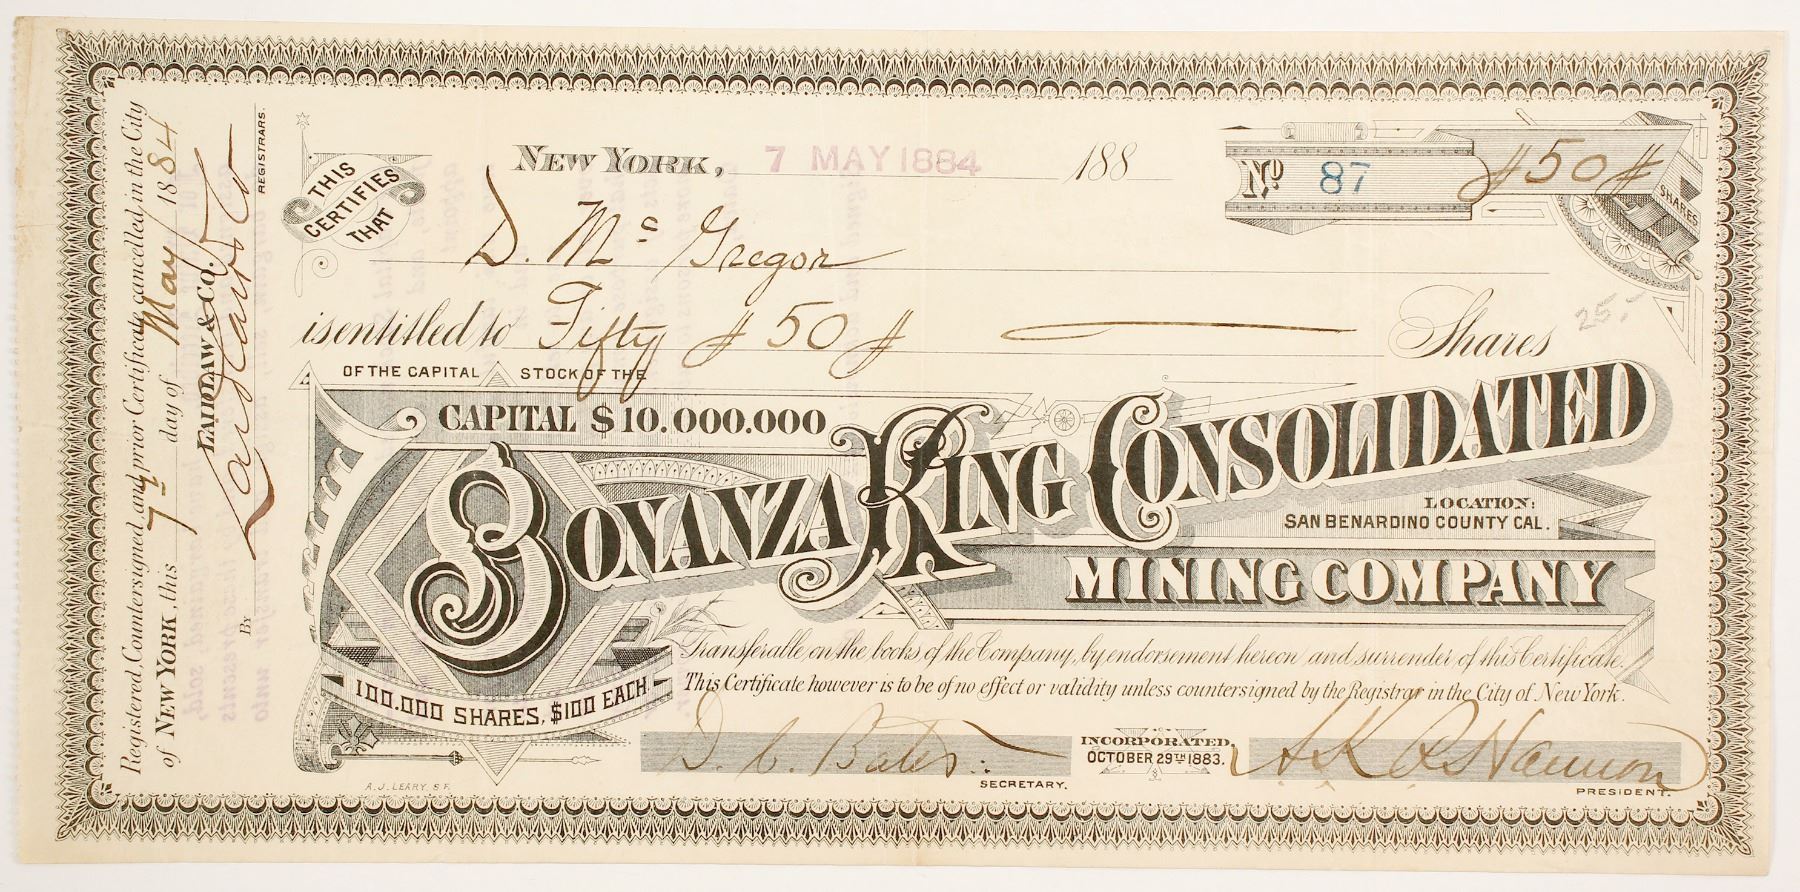 Registered, Countersigned, and prior Certificate cancelled in the City
of NEW YORK, this 7th day of May 1884
LAIDLAW & CO.
By REGISTRARS
THIS
CERTIFIES
THAT
NEW YORK, 7 MAY 1884 188
No 87 #50# SHARES
D. McGregor
is entitled to Fifty #50# Shares
25.-
OF THE CAPITAL STOCK OF THE
CAPITAL $10.000.000
BONANZA KING CONSOLIDATED
LOCATION:
SAN BENARDINO COUNTY CAL.
MINING COMPANY
100.000 SHARES, $100 EACH.
Transferable on the books of the Company, by endorsement hereon and surrender of this Certificate.
This Certificate however is to be of no effect or validity unless countersigned by the Registrar in the City of New York.
D. C. Bates
INCORPORATED,
OCTOBER 29TH 1883.
SECRETARY.
PRESIDENT.
A.J. LEARY. S.F.